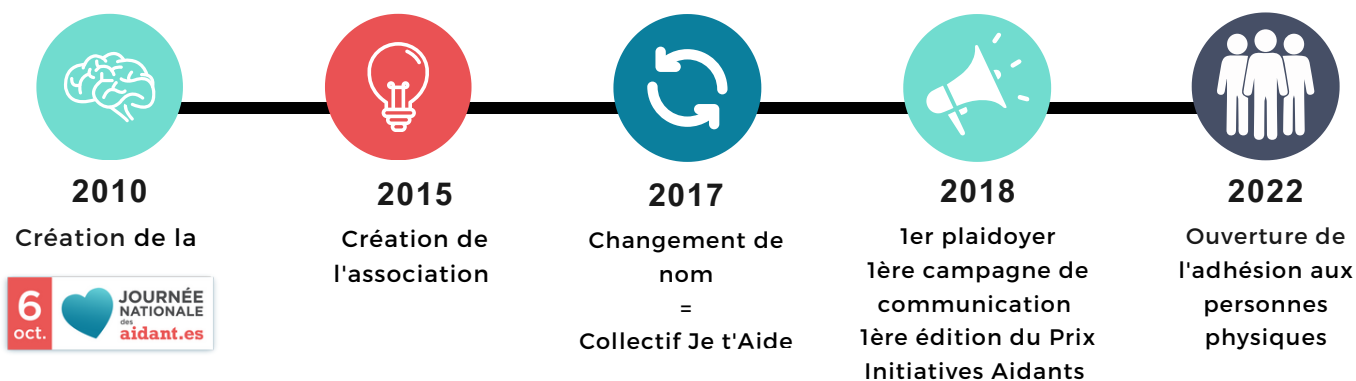 2010
Création de la
6
oct.
JOURNÉE
NATIONALE
des
aidant.es
2015
Création de
l'association
2017
Changement de
nom
=
Collectif Je t'Aide
2018
1er plaidoyer
1ère campagne de
communication
1ère édition du Prix
Initiatives Aidants
2022
Ouverture de
l'adhésion aux
personnes
physiques